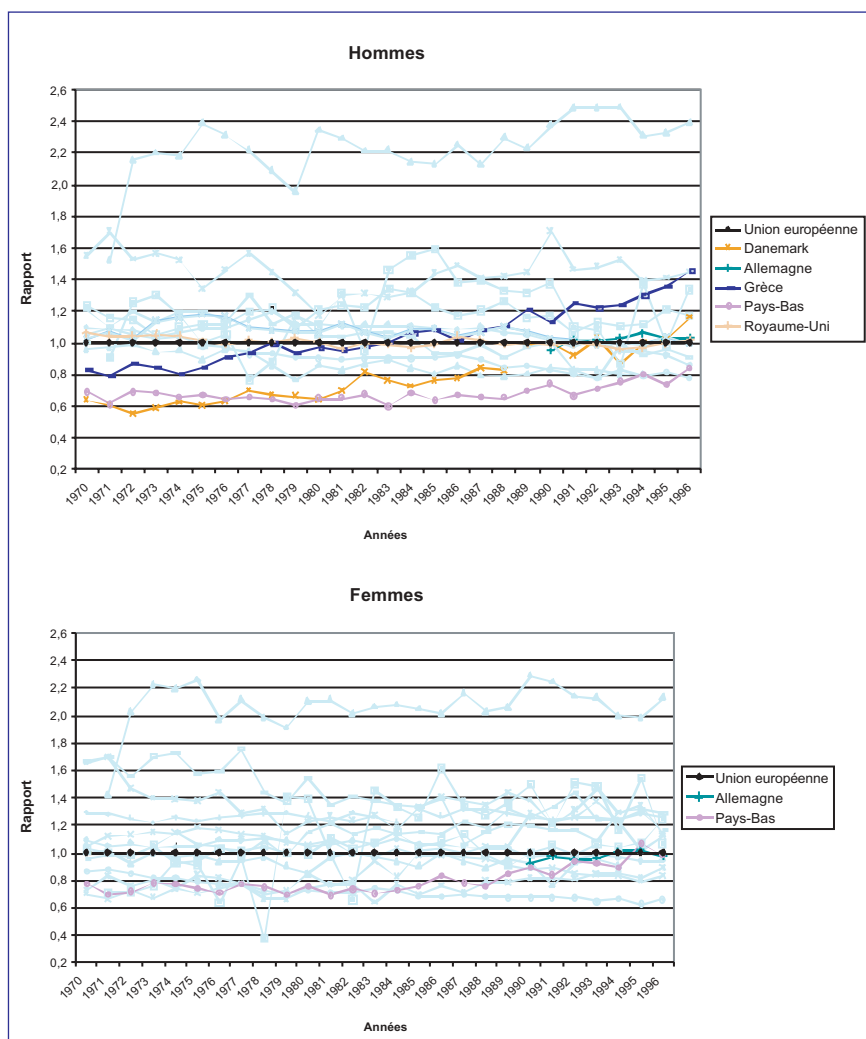 Hommes
2,6
2,4
2,2
2,0
1,8
1,6
1,4
1,2
1,0
0,8
0,6
0,4
0,2
Rapport
1970 1971 1972 1973 1974 1975 1976 1977 1978 1979 1980 1981 1982 1983 1984 1985 1986 1987 1988 1989 1990 1991 1992 1993 1994 1995 1996
Années
Union européenne
Danemark
Allemagne
Grèce
Pays-Bas
Royaume-Uni
Femmes
2,6
2,4
2,2
2,0
1,8
1,6
1,4
1,2
1,0
0,8
0,6
0,4
0,2
Rapport
1970 1971 1972 1973 1974 1975 1976 1977 1978 1979 1980 1981 1982 1983 1984 1985 1986 1987 1988 1989 1990 1991 1992 1993 1994 1995 1996
Années
Union européenne
Allemagne
Pays-Bas